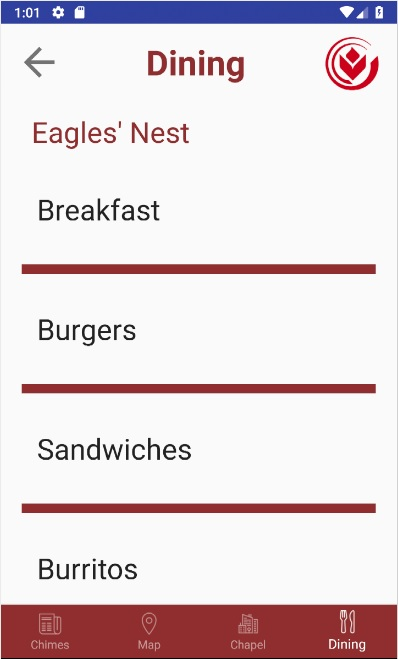 1:01
Dining
Eagles' Nest
Breakfast
Burgers
Sandwiches
Burritos
Chimes
Map
Chapel
Dining